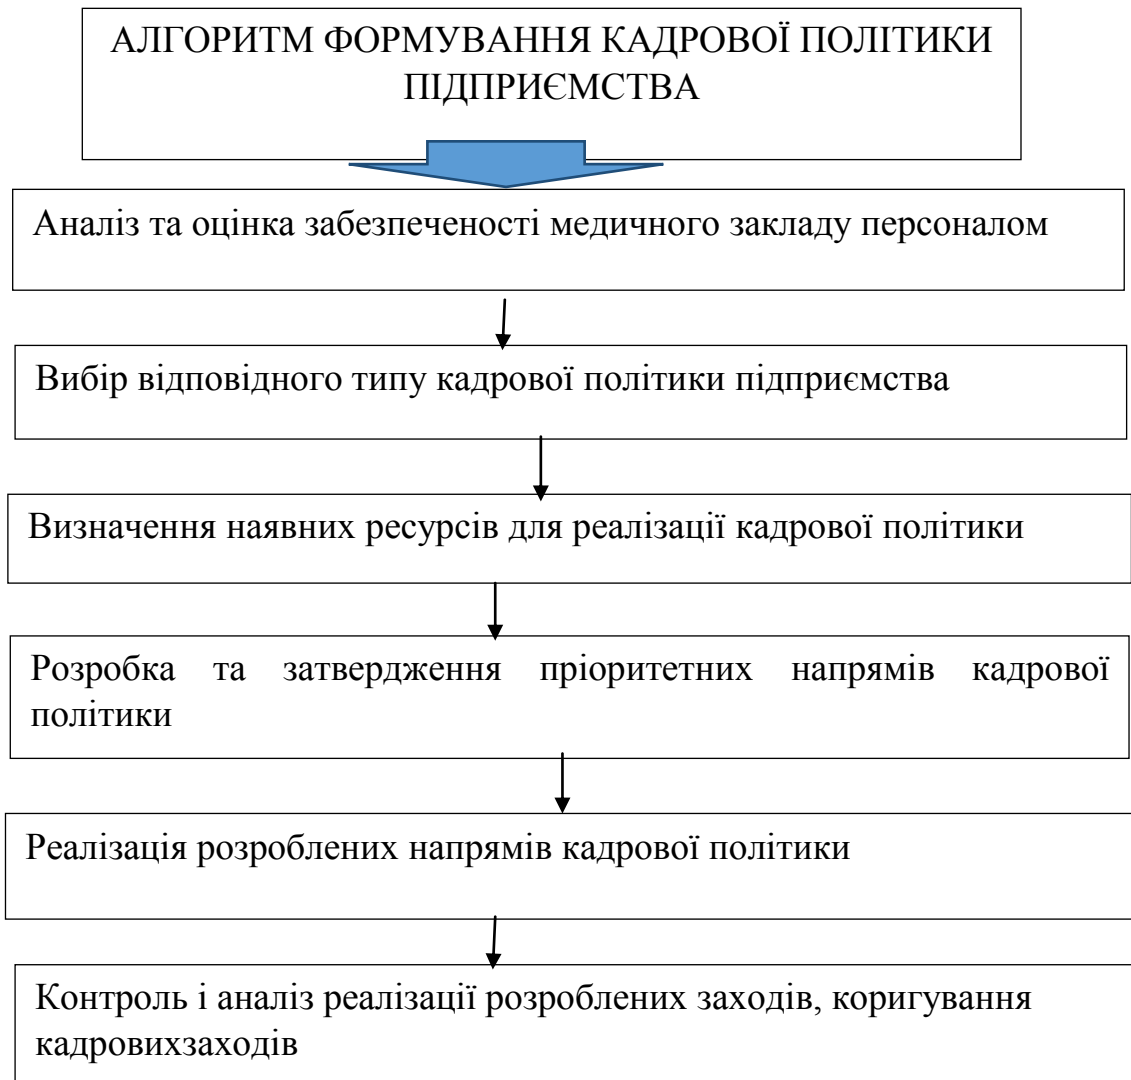 АЛГОРИТМ ФОРМУВАННЯ КАДРОВОЇ ПОЛІТИКИ
ПІДПРИЄМСТВА
Аналіз та оцінка забезпеченості медичного закладу персоналом
Вибір відповідного типу кадрової політики підприємства
Визначення наявних ресурсів для реалізації кадрової політики
Розробка та затвердження пріоритетних напрямів кадрової
політики
Реалізація розроблених напрямів кадрової політики
Контроль і аналіз реалізації розроблених заходів, коригування
кадровихзаходів